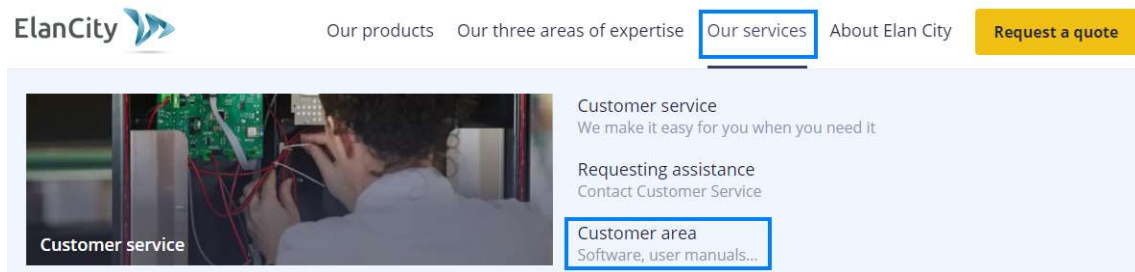 ElanCity
Our products Our three areas of expertise Our services About Elan City Request a quote
Customer service
We make it easy for you when you need it
Requesting assistance
Contact Customer Service
Customer area
Software, user manuals...
Customer service